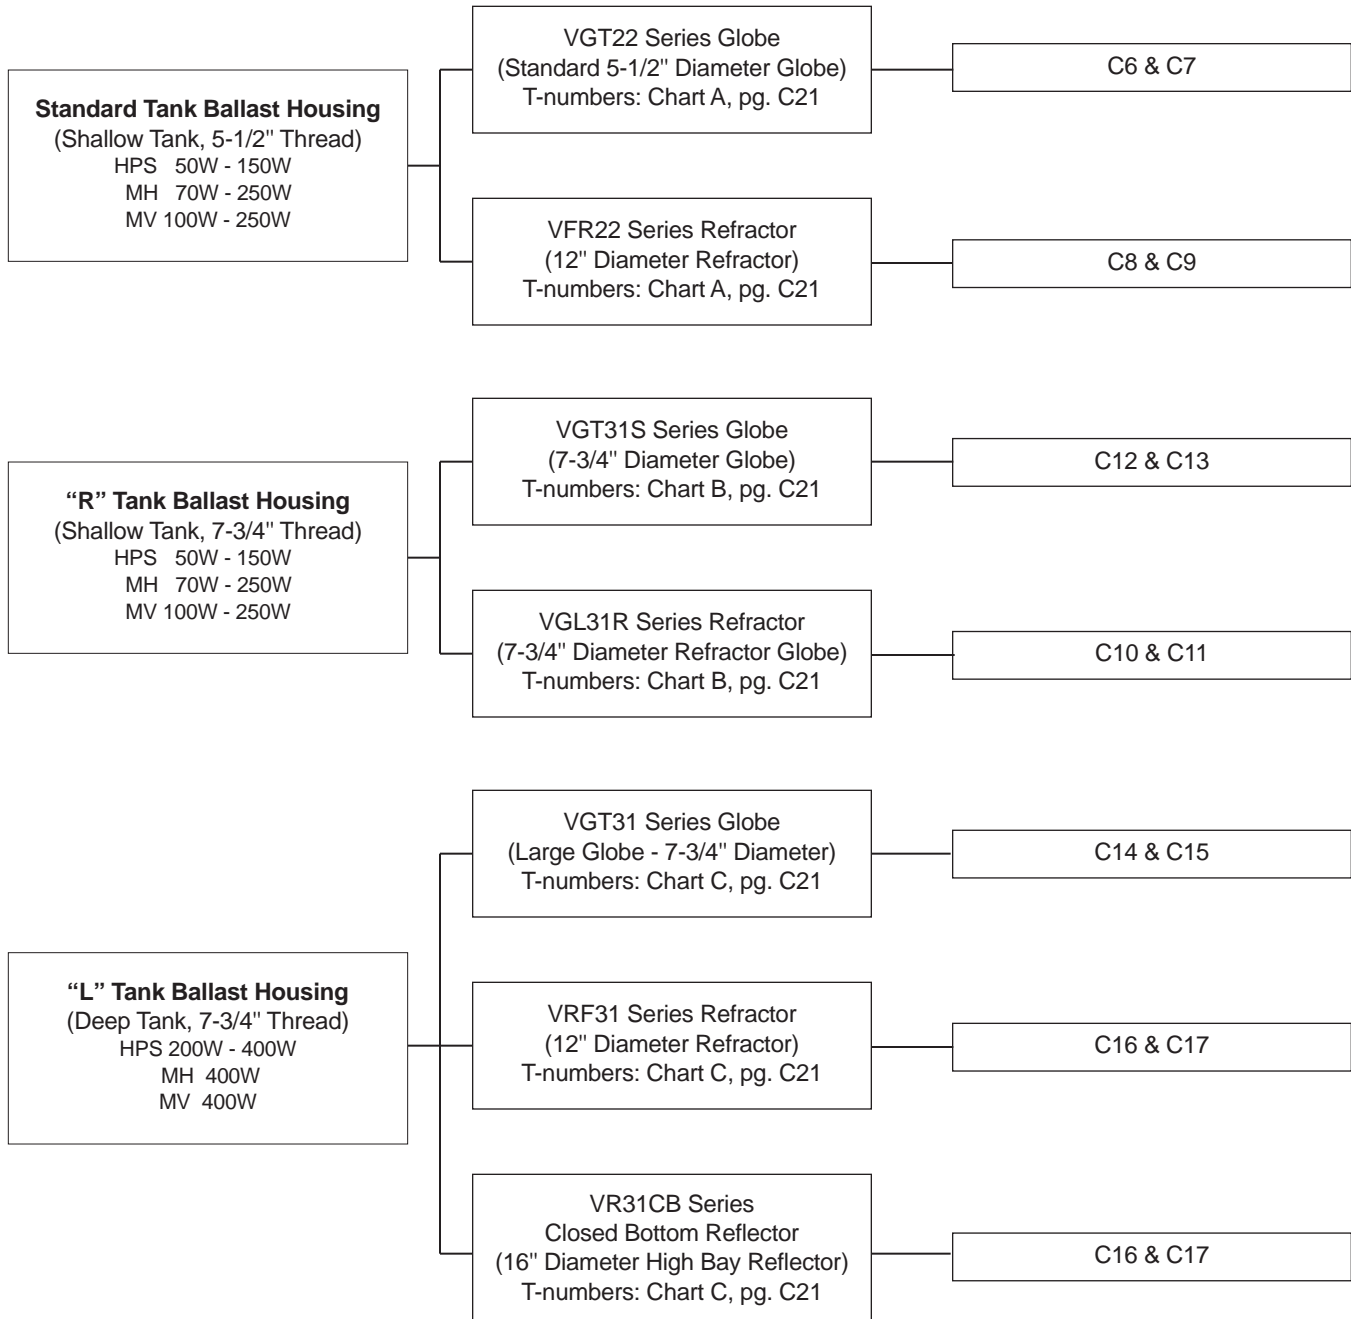 Standard Tank Ballast Housing
(Shallow Tank, 5-1/2" Thread)
HPS 50W - 150W
MH 70W - 250W
MV 100W - 250W
VGT22 Series Globe
(Standard 5-1/2" Diameter Globe)
T-numbers: Chart A, pg. C21
C6 & C7
VFR22 Series Refractor
(12" Diameter Refractor)
T-numbers: Chart A, pg. C21
C8 & C9
“R” Tank Ballast Housing
(Shallow Tank, 7-3/4" Thread)
HPS 50W - 150W
MH 70W - 250W
MV 100W - 250W
VGT31S Series Globe
(7-3/4" Diameter Globe)
T-numbers: Chart B, pg. C21
C12 & C13
VGL31R Series Refractor
(7-3/4" Diameter Refractor Globe)
T-numbers: Chart B, pg. C21
C10 & C11
“L” Tank Ballast Housing
(Deep Tank, 7-3/4" Thread)
HPS 200W - 400W
MH 400W
MV 400W
VGT31 Series Globe
(Large Globe - 7-3/4" Diameter)
T-numbers: Chart C, pg. C21
C14 & C15
VRF31 Series Refractor
(12" Diameter Refractor)
T-numbers: Chart C, pg. C21
C16 & C17
VR31CB Series
Closed Bottom Reflector
(16" Diameter High Bay Reflector)
T-numbers: Chart C, pg. C21
C16 & C17